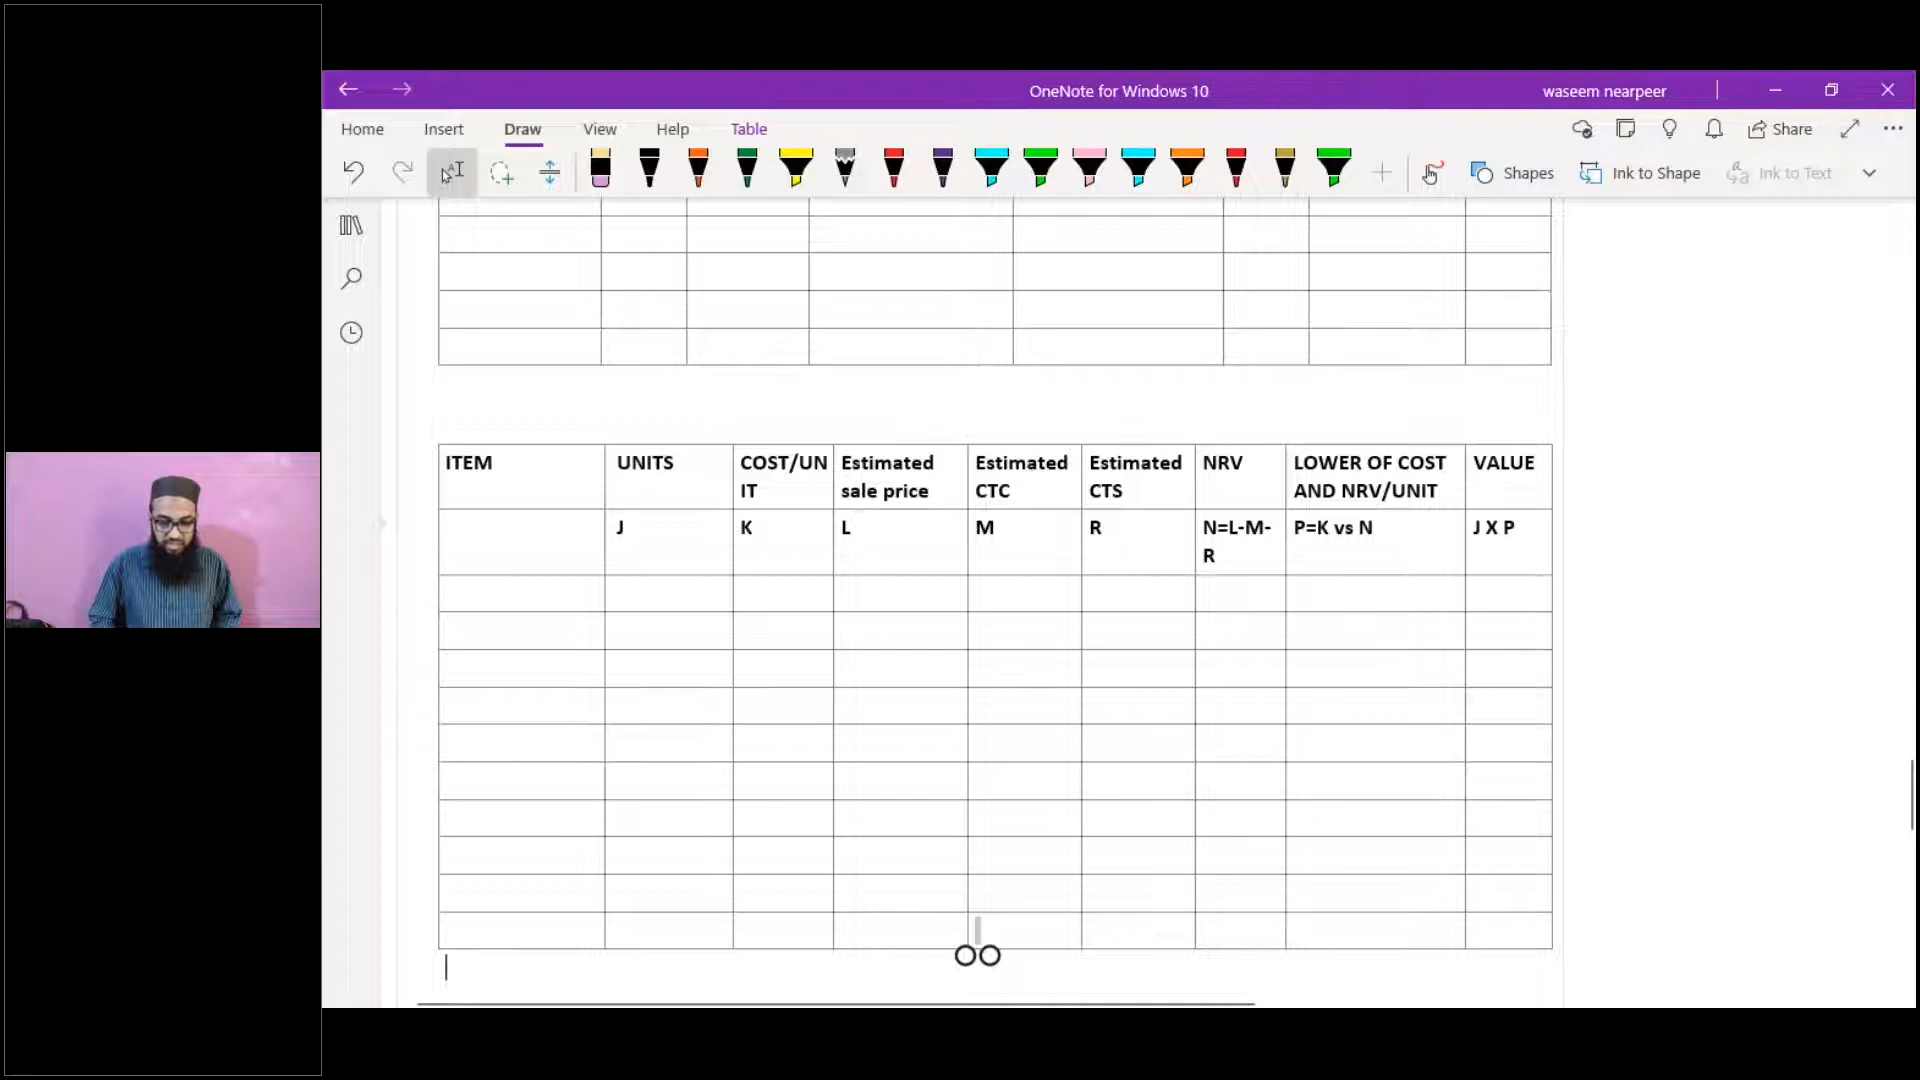 OneNote for Windows 10
waseem nearpeer
Home Insert Draw View Help Table
Share
Shapes
Ink to Shape
Ink to Text
ITEM UNITS COST/UN Estimated Estimated Estimated NRV LOWER OF COST VALUE
IT sale price CTC CTS AND NRV/UNIT
J K L M R N=L-M- P=K vs N J X P
R